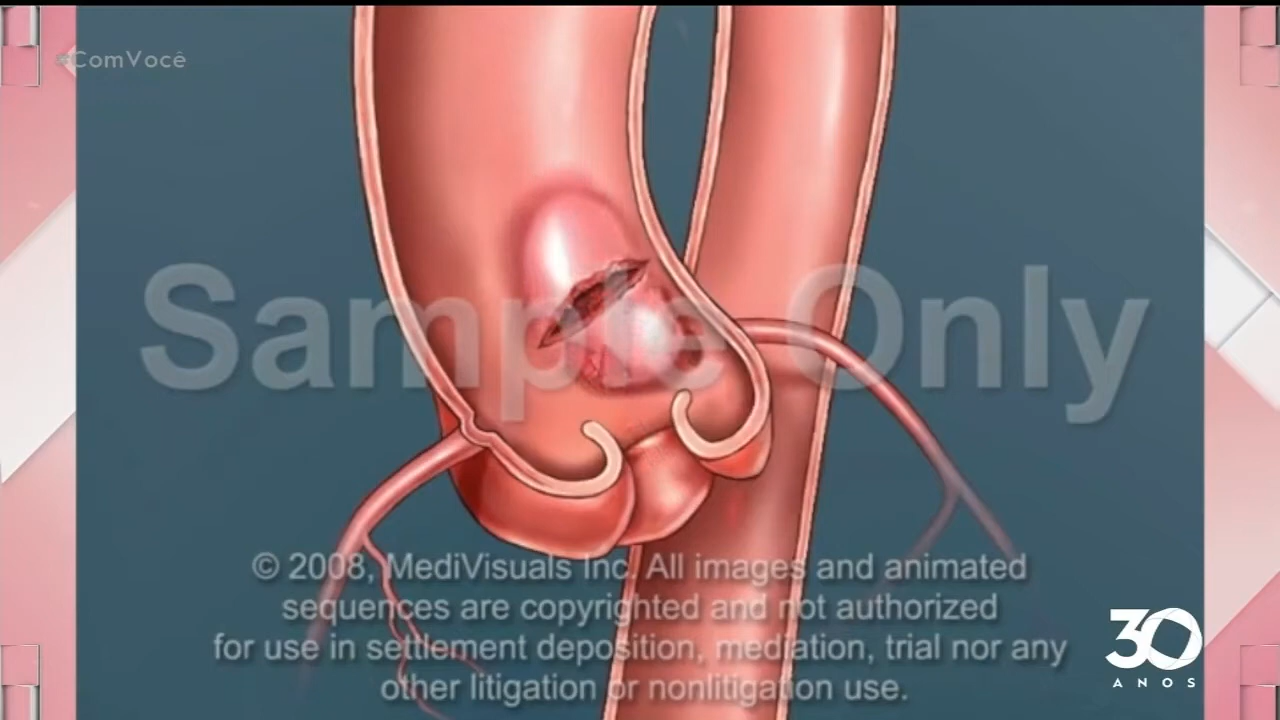 #ComVocê
Sample Only
© 2008, MediVisuals Inc. All images and animated
sequences are copyrighted and not authorized
for use in settlement deposition, mediation, trial nor any
other litigation or nonlitigation use.
30
ANOS